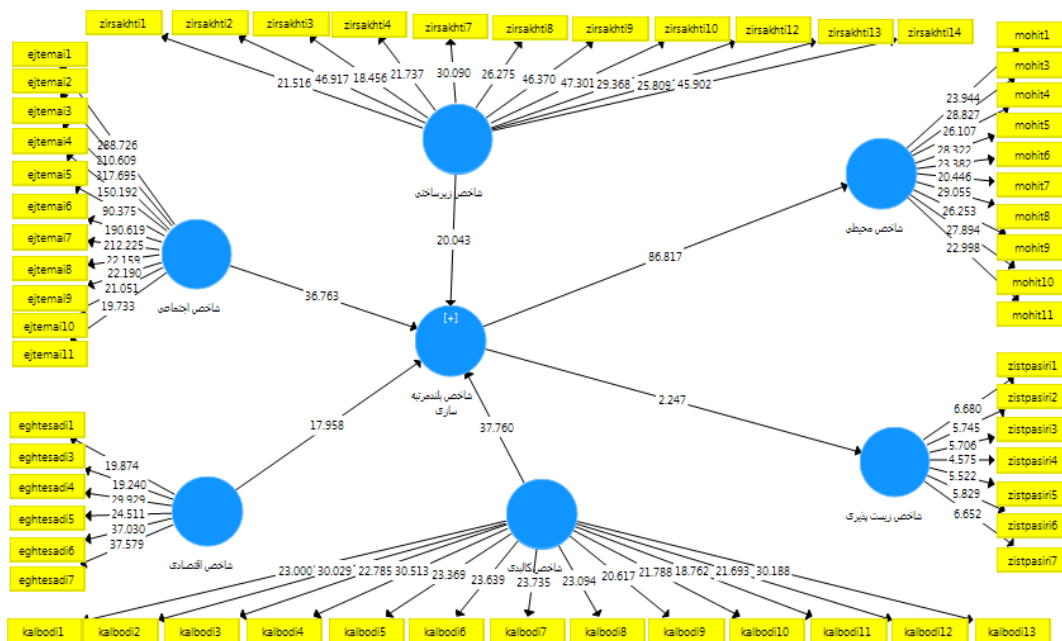 zirsakhti1 zirsakhti2 zirsakhti3 zirsakhti4 zirsakhti7 zirsakhti8 zirsakhti9 zirsakhti10 zirsakhti12 zirsakhti13 zirsakhti14
21.516 46.917 18.456 21.737 30.090 26.275 46.370 47.301 29.368 25.809 45.902
شاخص زیرساختی
20.043
ejtemai1
ejtemai2
ejtemai3
ejtemai4
ejtemai5
ejtemai6
ejtemai7
ejtemai8
ejtemai9
ejtemai10
ejtemai11
288.726
210.609
317.695
150.192
90.375
190.619
212.225
22.159
22.190
21.051
19.733
شاخص اجتماعی
36.763
mohit1
mohit3
mohit4
mohit5
mohit6
mohit7
mohit8
mohit9
mohit10
mohit11
23.944
28.827
26.107
28.322
23.382
20.446
29.055
26.253
27.894
22.998
شاخص محیطی
86.817
[+]
شاخص بلندمرتبه
سازی
eghtesadi1
eghtesadi3
eghtesadi4
eghtesadi5
eghtesadi6
eghtesadi7
19.874
19.240
29.929
24.511
37.030
37.579
شاخص اقتصادی
17.958
37.760
2.247
zistpasiri1
zistpasiri2
zistpasiri3
zistpasiri4
zistpasiri5
zistpasiri6
zistpasiri7
6.680
5.745
5.706
4.575
5.522
5.829
6.652
شاخص زیست پذیری
شاخص کالبدی
23.000 30.029 22.785 30.513 23.369 23.639 23.735 23.094 20.617 21.788 18.762 21.693 30.188
kalbodi1 kalbodi2 kalbodi3 kalbodi4 kalbodi5 kalbodi6 kalbodi7 kalbodi8 kalbodi9 kalbodi10 kalbodi11 kalbodi12 kalbodi13